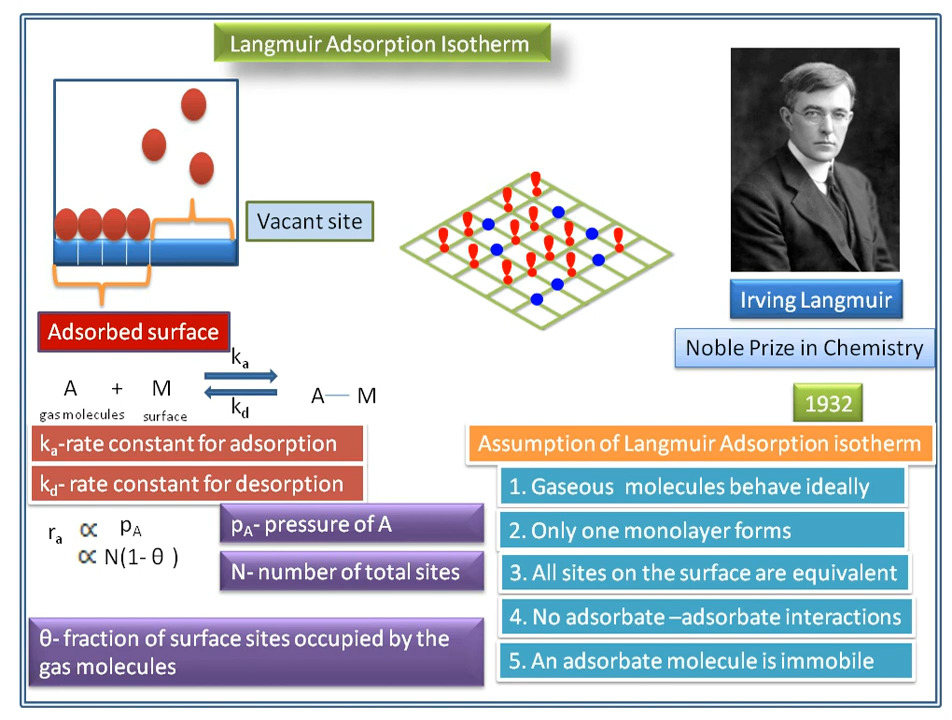 Langmuir Adsorption Isotherm
Vacant site
Irving Langmuir
Adsorbed surface
Noble Prize in Chemistry
1932
kₐ
A + M A — M
k_d
gas molecules surface
kₐ-rate constant for adsorption
k_d- rate constant for desorption
rₐ ∝ p_A
∝ N(1- θ )
p_A- pressure of A
N- number of total sites
θ- fraction of surface sites occupied by the
gas molecules
Assumption of Langmuir Adsorption isotherm
1. Gaseous molecules behave ideally
2. Only one monolayer forms
3. All sites on the surface are equivalent
4. No adsorbate –adsorbate interactions
5. An adsorbate molecule is immobile